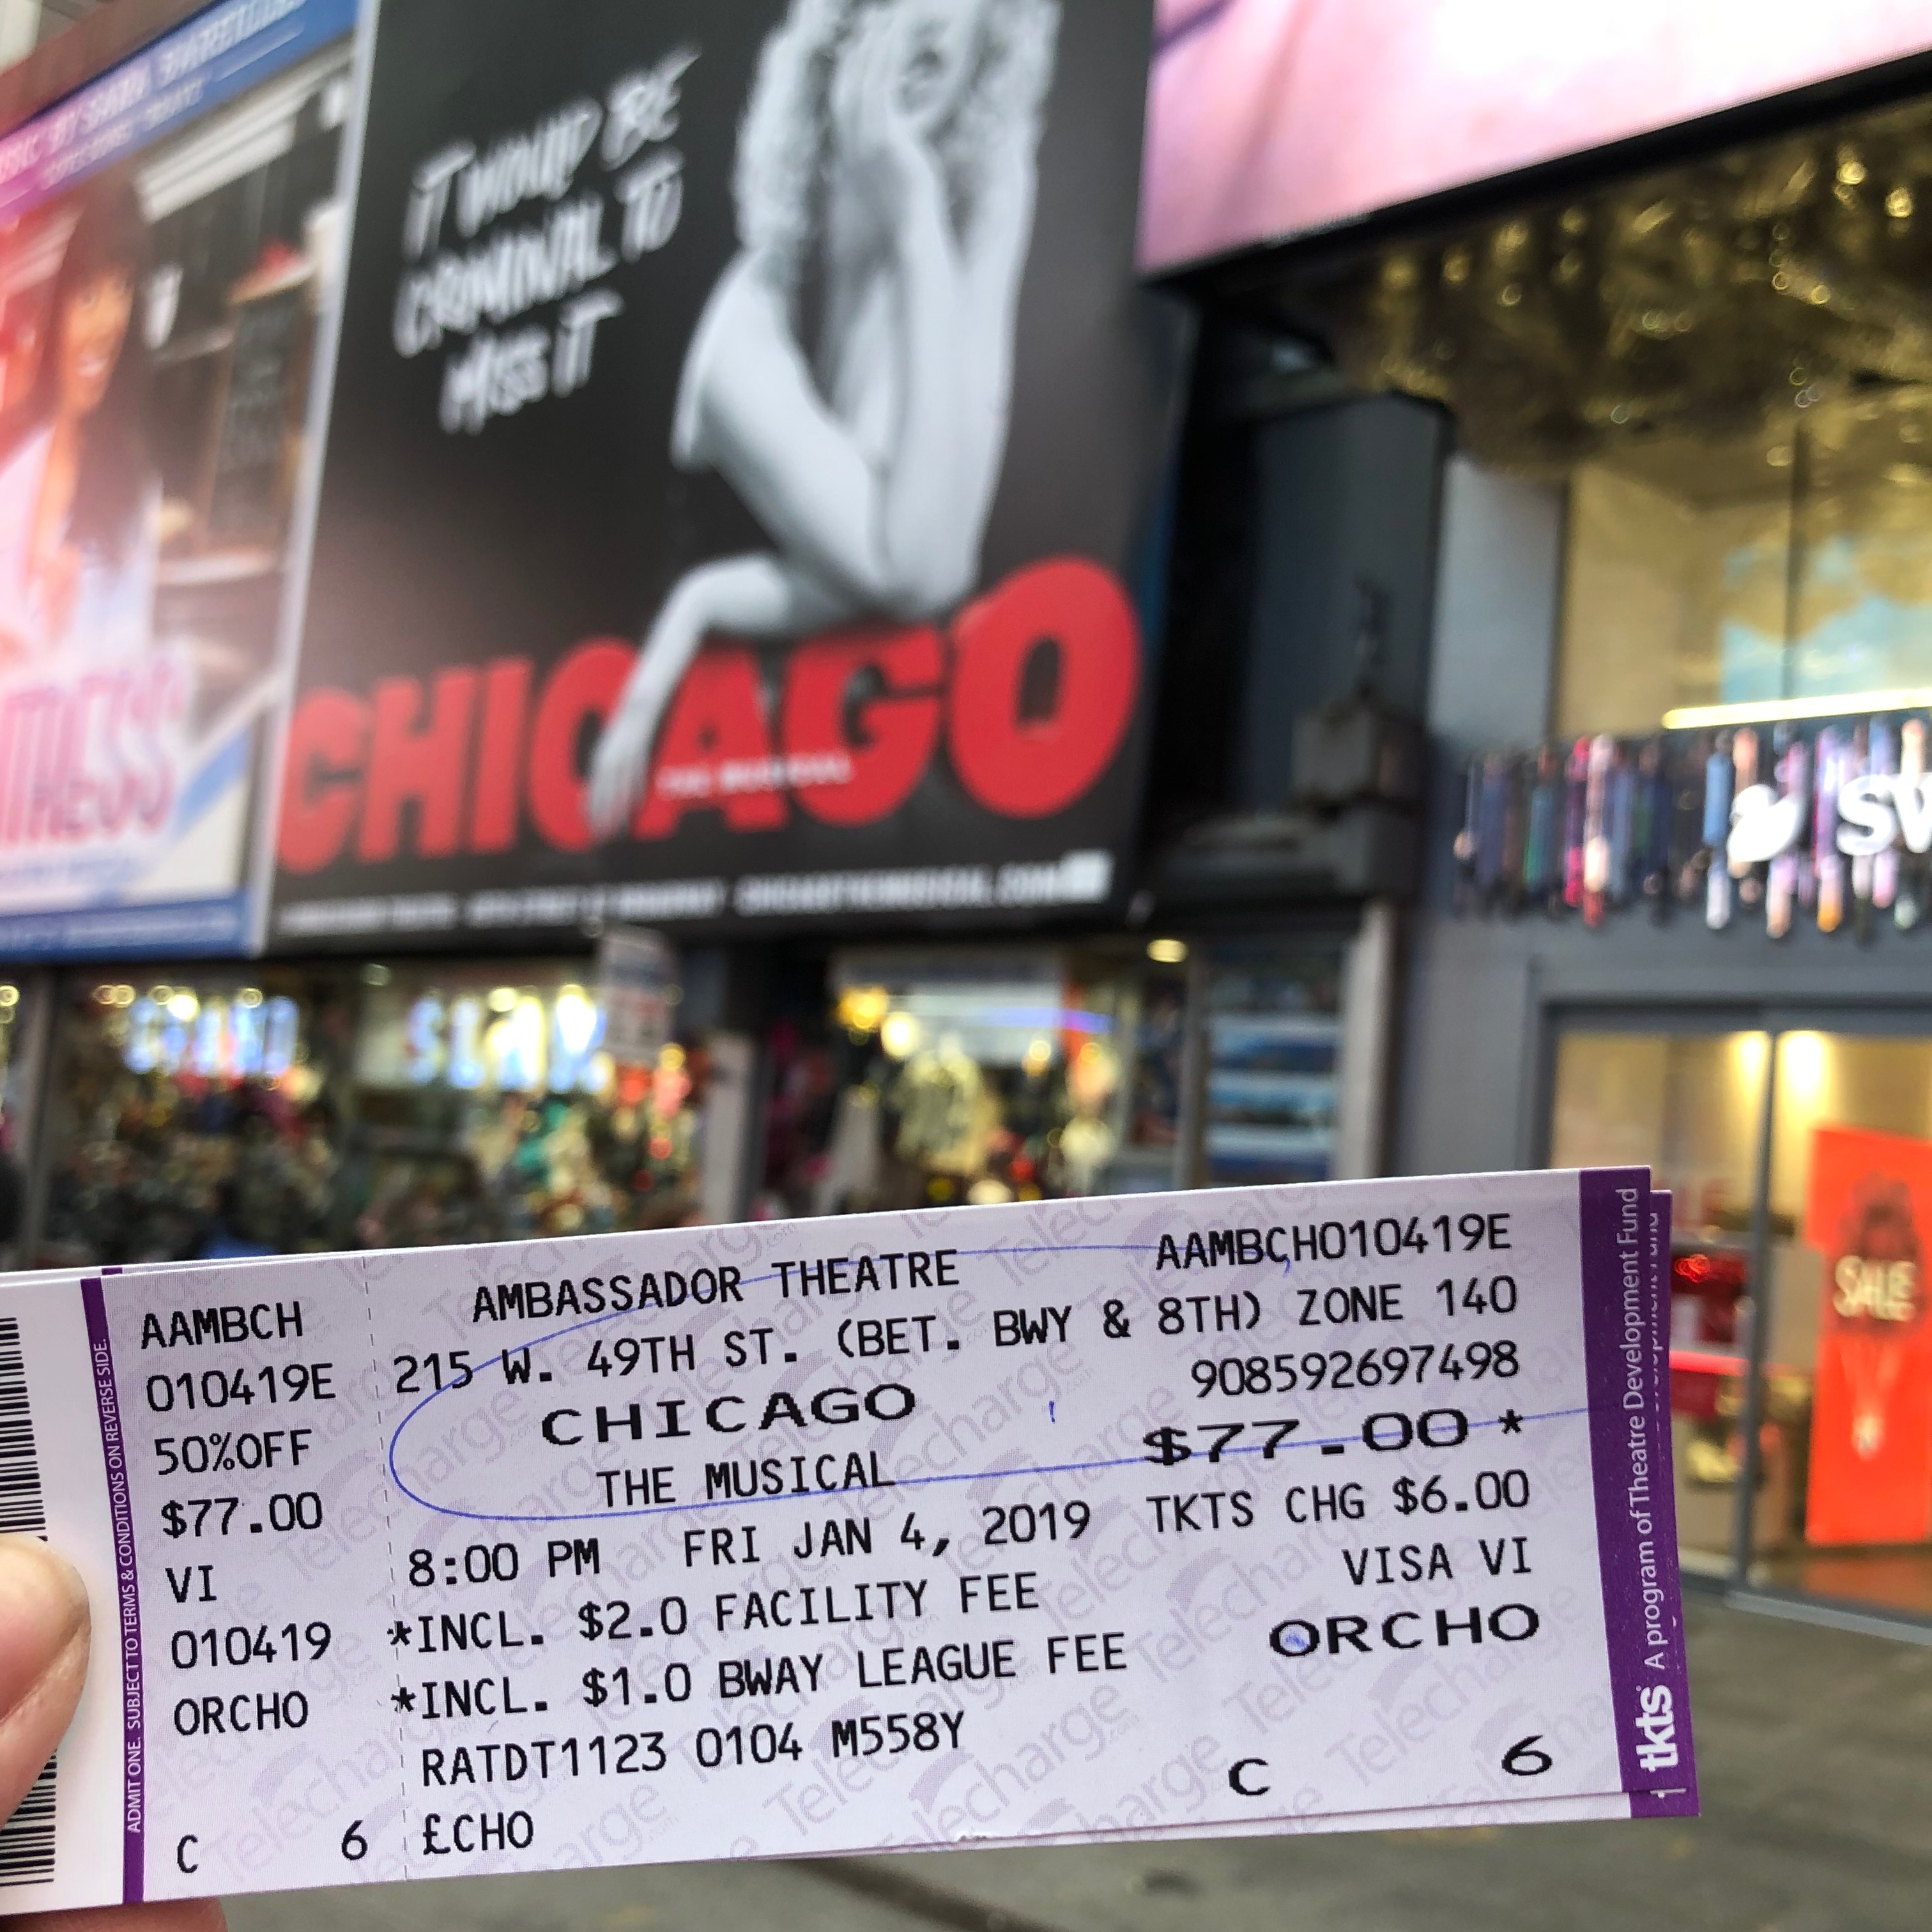 IT WOULD BE
CRIMINAL TO
MISS IT
CHICAGO
THE MUSICAL
SALE
ADMIT ONE. SUBJECT TO TERMS & CONDITIONS ON REVERSE SIDE.
AAMBCH
010419E
50%OFF
$77.00
VI
010419
ORCHO
C 6
AMBASSADOR THEATRE AAMBCHO10419E
215 W. 49TH ST. (BET. BWY & 8TH) ZONE 140
908592697498
CHICAGO
$77.00*
THE MUSICAL
8:00 PM FRI JAN 4, 2019 TKTS CHG $6.00
*INCL. $2.0 FACILITY FEE VISA VI
*INCL. $1.0 BWAY LEAGUE FEE ORCHO
RATDT1123 0104 M558Y
£CHO C 6
tkts A program of Theatre Development Fund